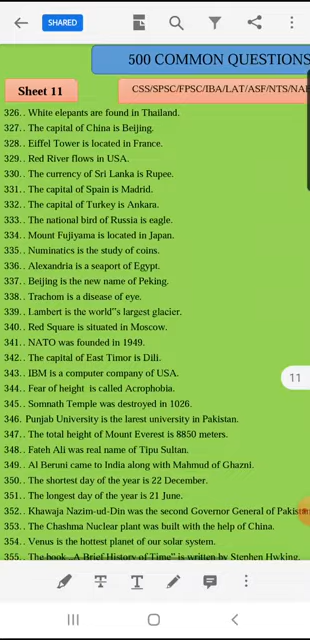 SHARED
500 COMMON QUESTIONS
Sheet 11
CSS/SPSC/FPSC/IBA/LAT/ASF/NTS/NA
326. . White elepants are found in Thailand.
327. . The capital of China is Beijing.
328. . Eiffel Tower is located in France.
329. . Red River flows in USA.
330. . The currency of Sri Lanka is Rupee.
331. . The capital of Spain is Madrid.
332. . The capital of Turkey is Ankara.
333. . The national bird of Russia is eagle.
334. . Mount Fujiyama is located in Japan.
335. . Numinatics is the study of coins.
336. . Alexandria is a seaport of Egypt.
337. . Beijing is the new name of Peking.
338. . Trachom is a disease of eye.
339. . Lambert is the world"s largest glacier.
340. . Red Square is situated in Moscow.
341. . NATO was founded in 1949.
11
342. . The capital of East Timor is Dili.
343. . IBM is a computer company of USA.
344. . Fear of height is called Acrophobia.
345. . Somnath Temple was destroyed in 1026.
346. Punjab University is the larest university in Pakistan.
347. . The total height of Mount Everest is 8850 meters.
348. . Fateh Ali was real name of Tipu Sultan.
349. . Al Beruni came to India along with Mahmud of Ghazni.
350. . The shortest day of the year is 22 December.
351. . The longest day of the year is 21 June.
352. . Khawaja Nazim-ud-Din was the second Governor General of Pakistan
353. . The Chashma Nuclear plant was built with the help of China.
354. . Venus is the hottest planet of our solar system.
355. . The book „A Brief History of Time" is written by Stephen Hwking.